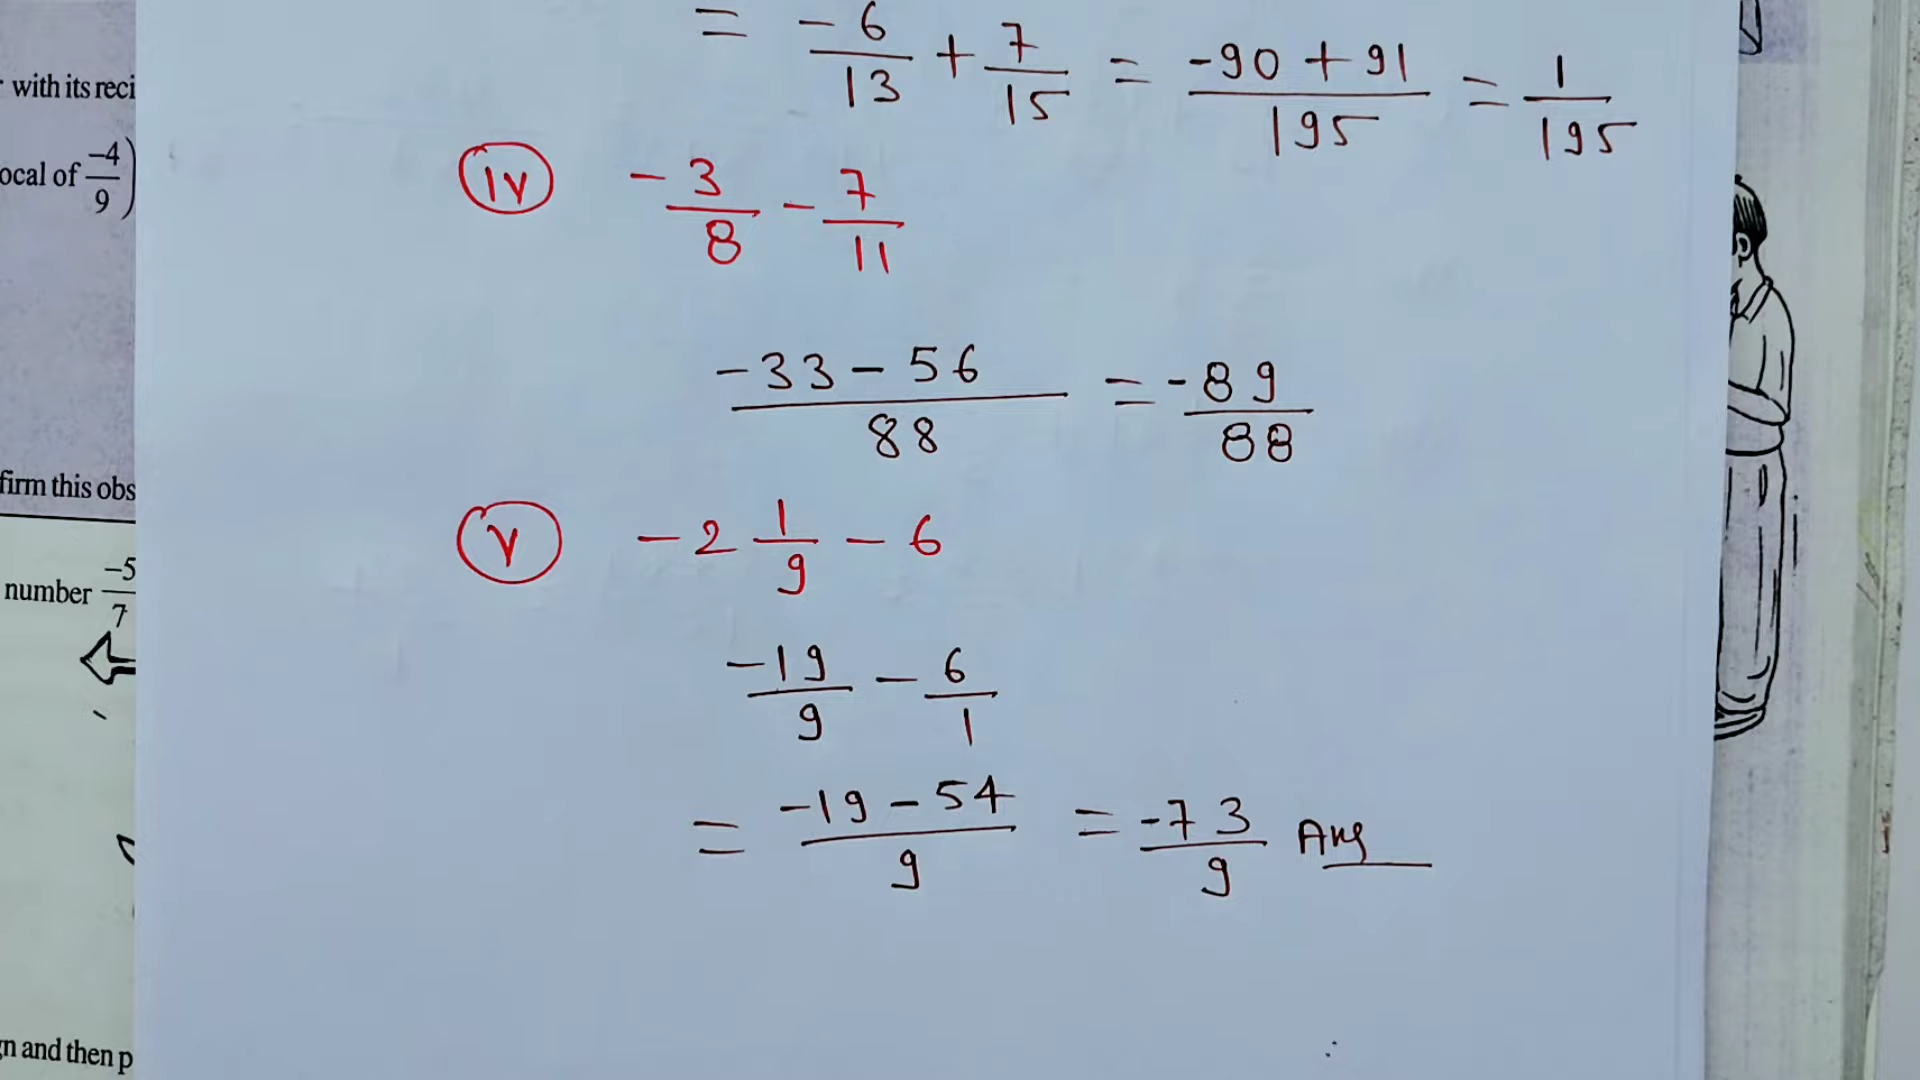 = -6/13 + 7/15 = -90 + 91/195 = 1/195
with its reci
ocal of -4/9)
(iv) -3/8 - 7/11
-33 - 56/88 = -89/88
firm this obs
(v) -2 1/9 - 6
number -5/7
-19/9 - 6/1
= -19 - 54/9 = -73/9 Ans
n and then p